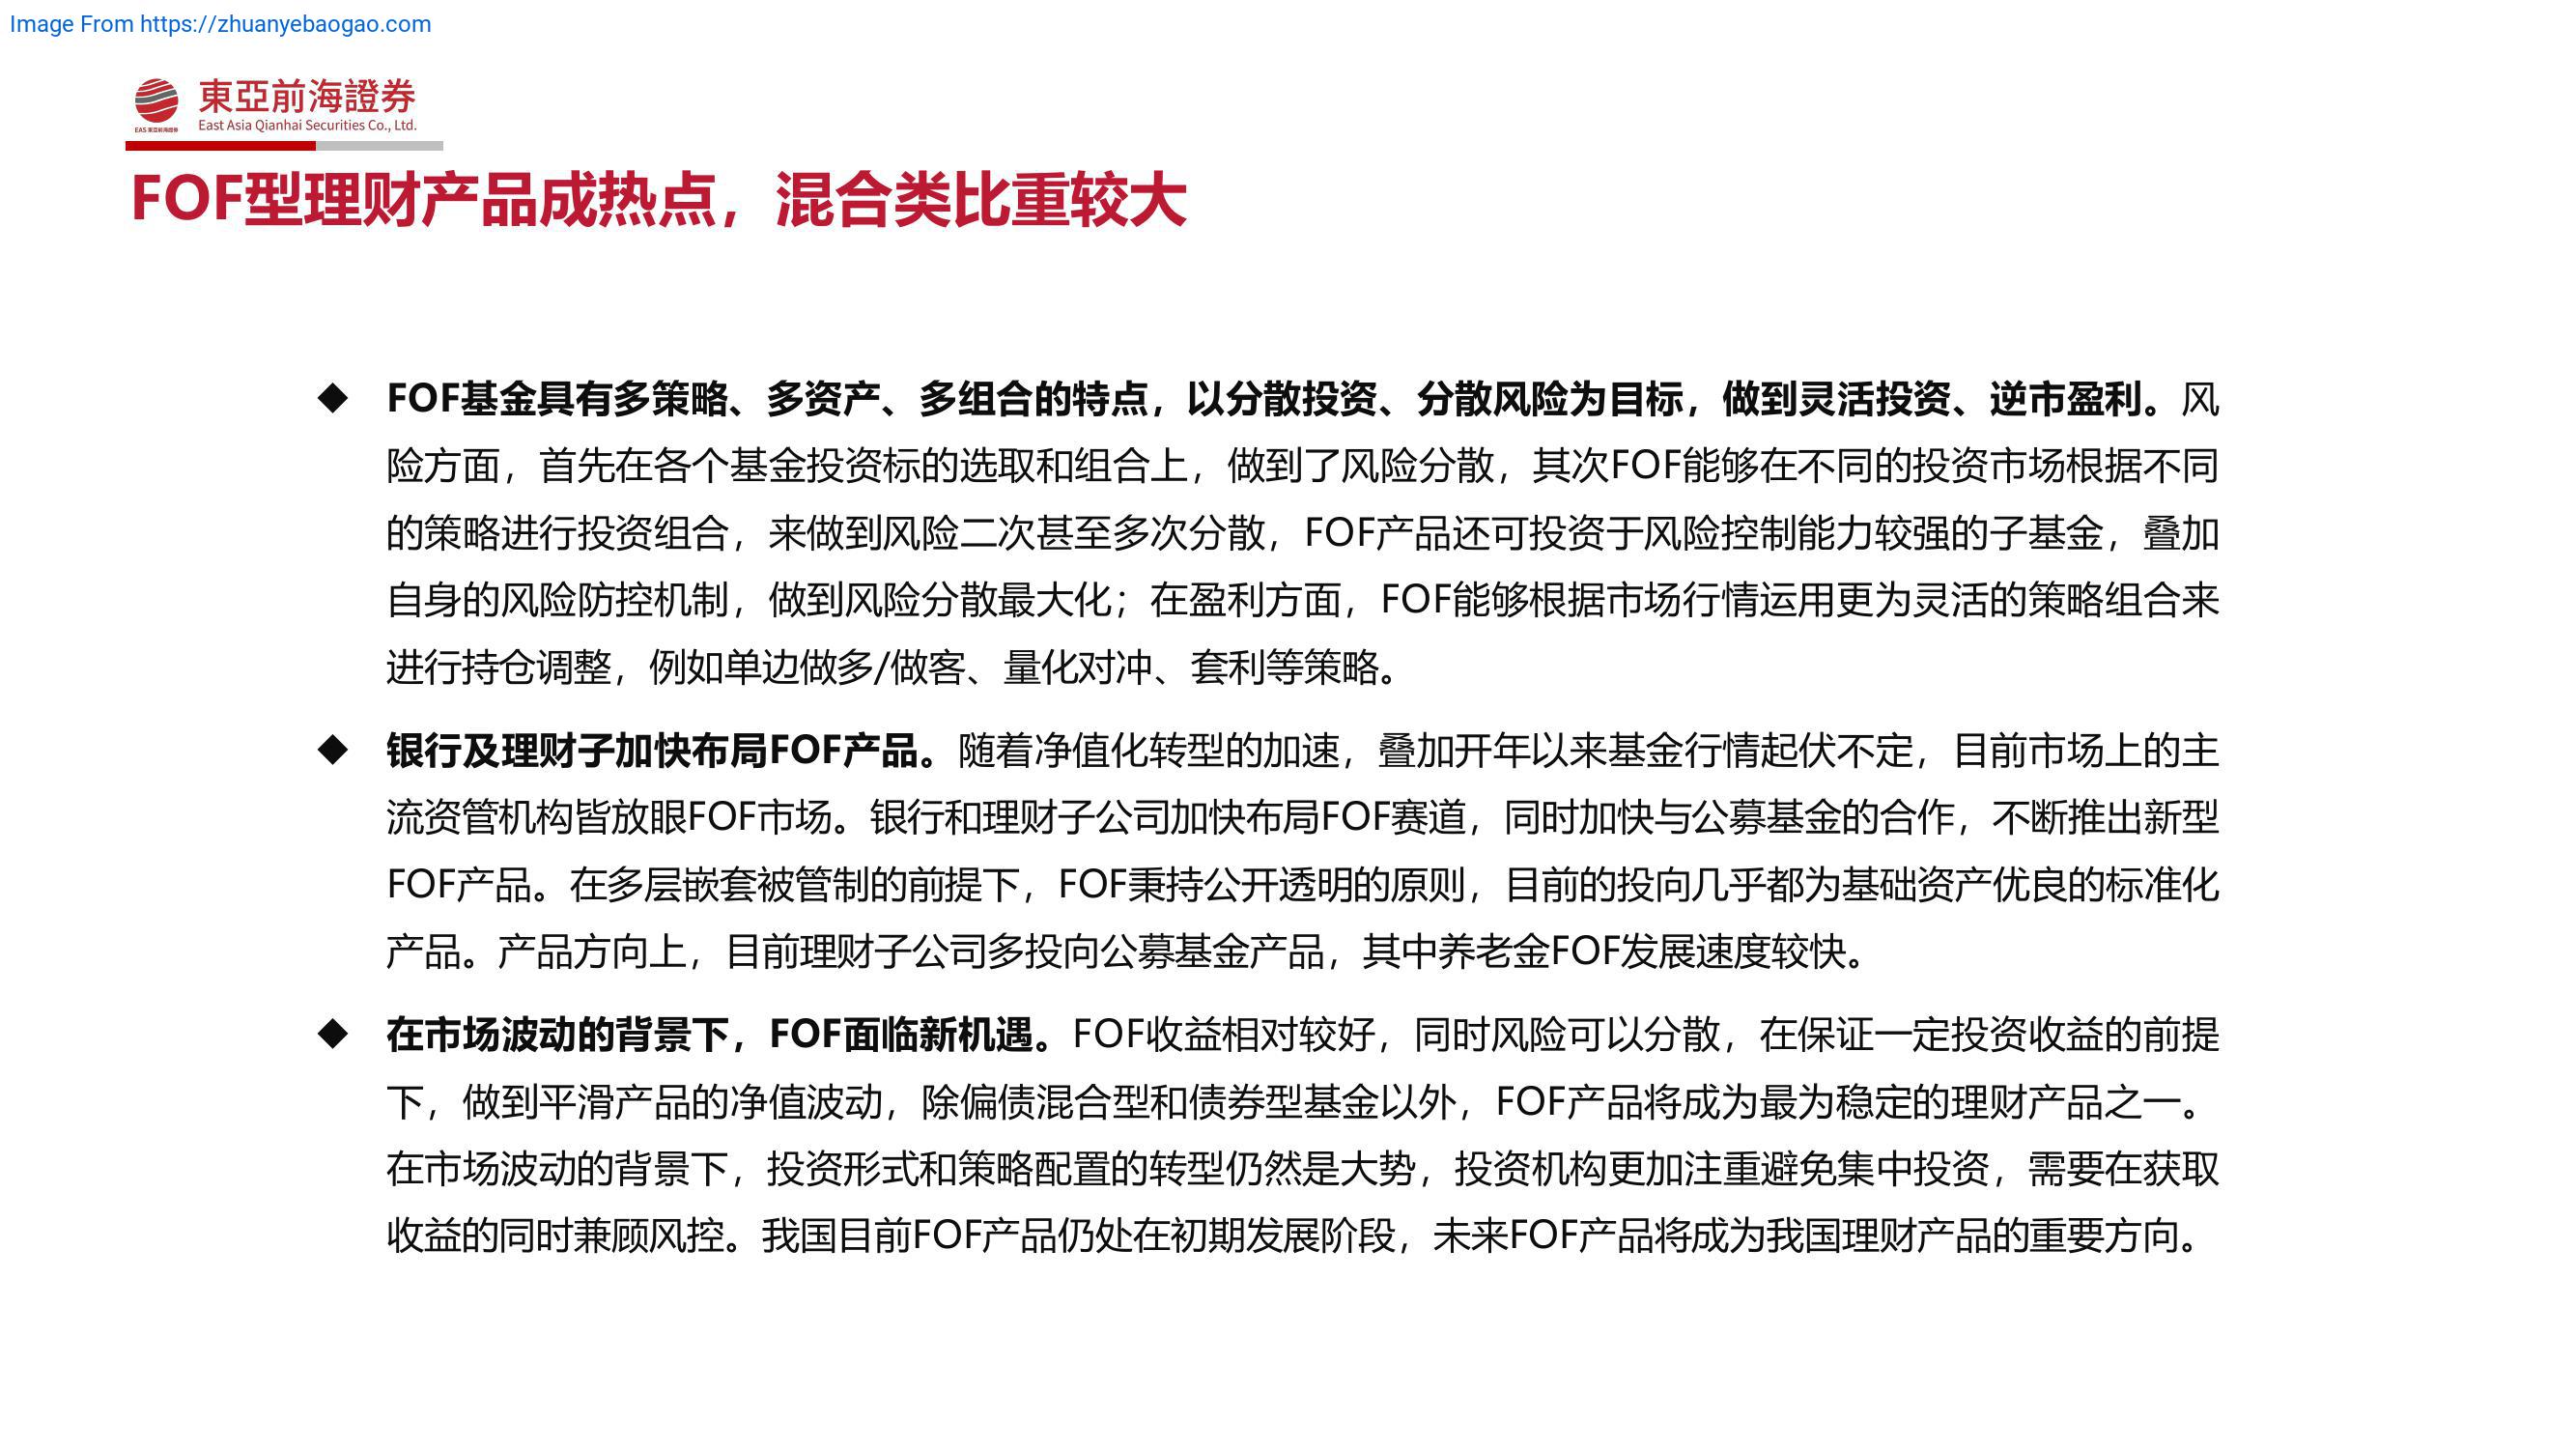 Image From https://zhuanyebaogao.com
東亞前海證券
East Asia Qianhai Securities Co., Ltd.
EAS 東亞前海證券
FOF型理财产品成热点，混合类比重较大
◆ FOF基金具有多策略、多资产、多组合的特点，以分散投资、分散风险为目标，做到灵活投资、逆市盈利。风
险方面，首先在各个基金投资标的选取和组合上，做到了风险分散，其次FOF能够在不同的投资市场根据不同
的策略进行投资组合，来做到风险二次甚至多次分散，FOF产品还可投资于风险控制能力较强的子基金，叠加
自身的风险防控机制，做到风险分散最大化；在盈利方面，FOF能够根据市场行情运用更为灵活的策略组合来
进行持仓调整，例如单边做多/做客、量化对冲、套利等策略。
◆ 银行及理财子加快布局FOF产品。随着净值化转型的加速，叠加开年以来基金行情起伏不定，目前市场上的主
流资管机构皆放眼FOF市场。银行和理财子公司加快布局FOF赛道，同时加快与公募基金的合作，不断推出新型
FOF产品。在多层嵌套被管制的前提下，FOF秉持公开透明的原则，目前的投向几乎都为基础资产优良的标准化
产品。产品方向上，目前理财子公司多投向公募基金产品，其中养老金FOF发展速度较快。
◆ 在市场波动的背景下，FOF面临新机遇。FOF收益相对较好，同时风险可以分散，在保证一定投资收益的前提
下，做到平滑产品的净值波动，除偏债混合型和债券型基金以外，FOF产品将成为最为稳定的理财产品之一。
在市场波动的背景下，投资形式和策略配置的转型仍然是大势，投资机构更加注重避免集中投资，需要在获取
收益的同时兼顾风控。我国目前FOF产品仍处在初期发展阶段，未来FOF产品将成为我国理财产品的重要方向。